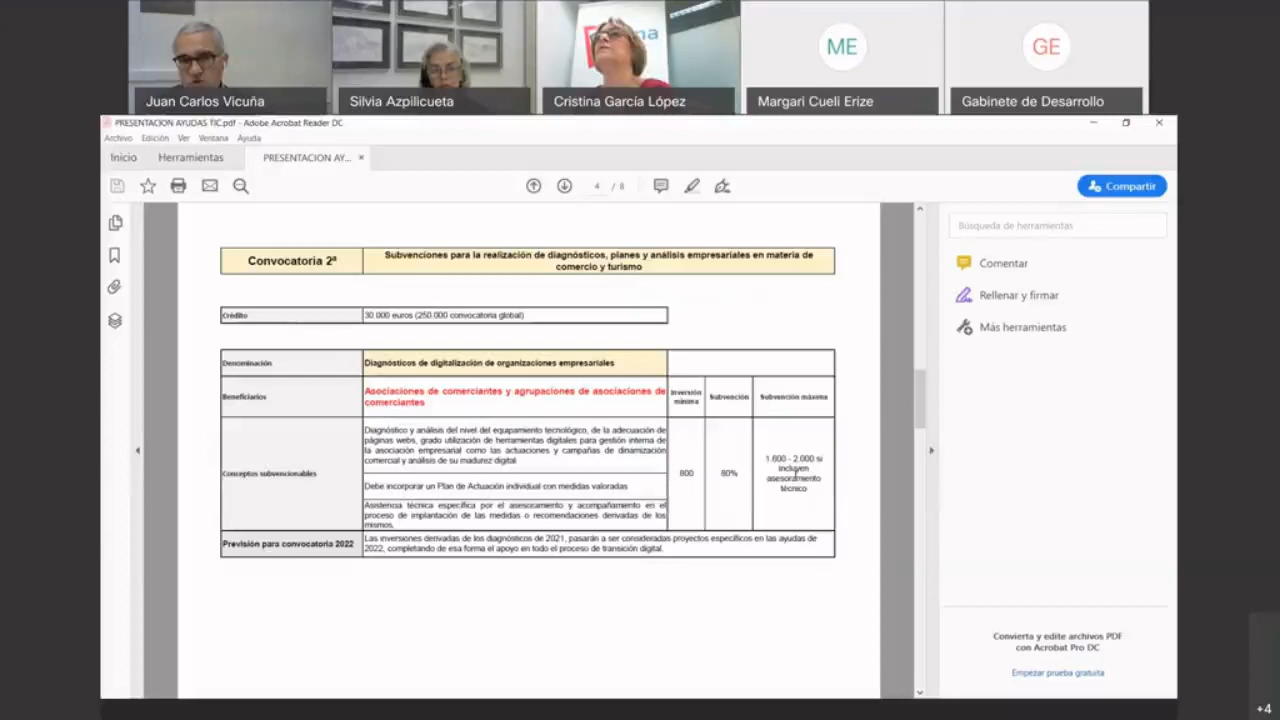 Juan Carlos Vicuña
Silvia Azpilicueta
Cristina García López
ME
Margari Cueli Erize
GE
Gabinete de Desarrollo
PRESENTACION AYUDAS TIC.pdf - Adobe Acrobat Reader DC
Archivo Edición Ver Ventana Ayuda
Inicio Herramientas PRESENTACION AY... ×
4 / 8
Compartir
Convocatoria 2ª
Subvenciones para la realización de diagnósticos, planes y análisis empresariales en materia de
comercio y turismo
Crédito
30.000 euros (250.000 convocatoria global)
Denominación
Diagnósticos de digitalización de organizaciones empresariales
Beneficiarios
Asociaciones de comerciantes y agrupaciones de asociaciones de
comerciantes
Inversión
mínima
Subvención
Subvención máxima
Conceptos subvencionables
Diagnóstico y análisis del nivel del equipamiento tecnológico, de la adecuación de
páginas webs, grado utilización de herramientas digitales para gestión interna de
la asociación empresarial como las actuaciones y campañas de dinamización
comercial y análisis de su madurez digital
Debe incorporar un Plan de Actuación individual con medidas valoradas
Asistencia técnica específica por el asesoramiento y acompañamiento en el
proceso de implantación de las medidas o recomendaciones derivadas de los
mismos.
800
80%
1.600 - 2.000 si
incluyen
asesoramiento
técnico
Previsión para convocatoria 2022
Las inversiones derivadas de los diagnósticos de 2021, pasarán a ser consideradas proyectos específicos en las ayudas de
2022, completando de esa forma el apoyo en todo el proceso de transición digital.
Búsqueda de herramientas
Comentar
Rellenar y firmar
Más herramientas
Convierta y edite archivos PDF
con Acrobat Pro DC
Empezar prueba gratuita
+4